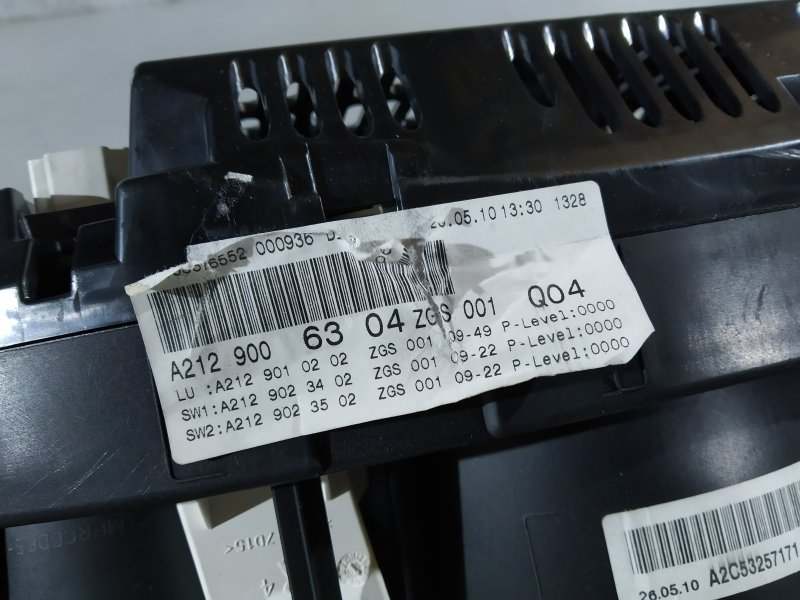 000936
.05.10 13:30 1328
A212 900 63 04 ZGS 001 Q04
LU :A212 901 02 02 ZGS 001 09-49 P-Level:0000
SW1:A212 902 34 02 ZGS 001 09-22 P-Level:0000
SW2:A212 902 35 02 ZGS 001 09-22 P-Level:0000
7015<
4
26.05.10 A2C53257171